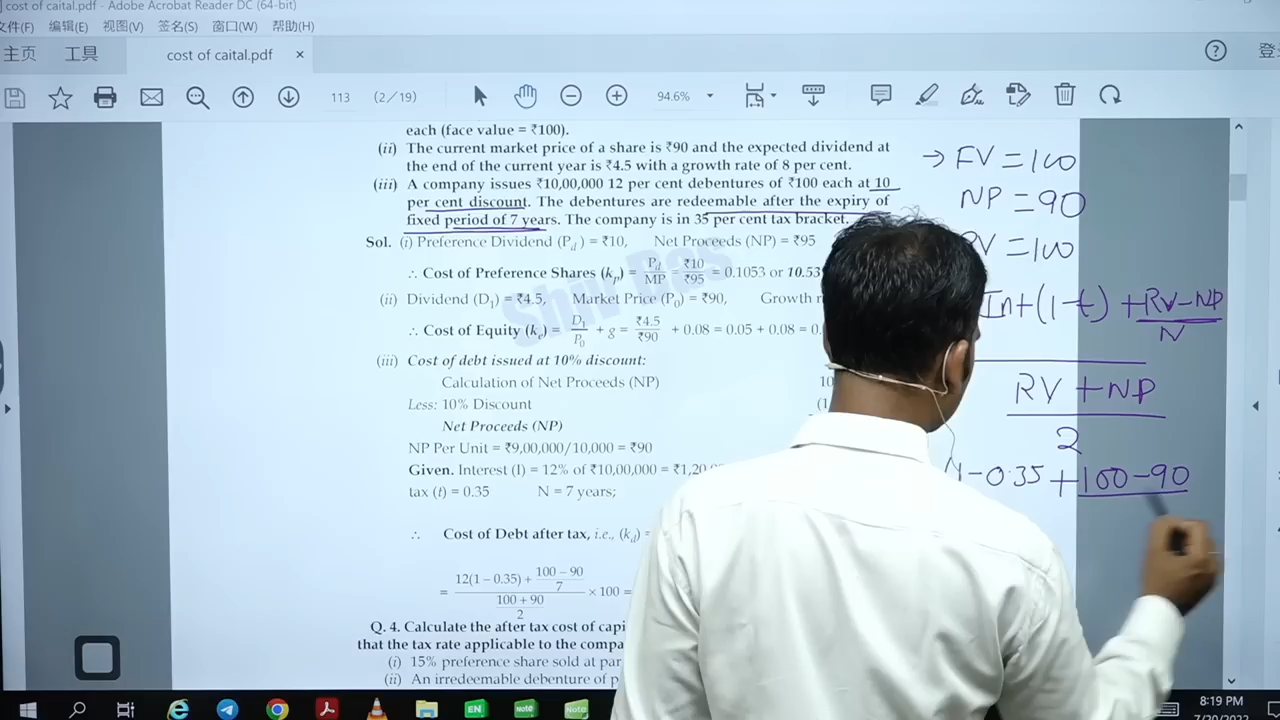 cost of caital.pdf - Adobe Acrobat Reader DC (64-bit)
文件(F) 编辑(E) 视图(V) 签名(S) 窗口(W) 帮助(H)
主页 工具 cost of caital.pdf ×
113 (2/19) 94.6%
each (face value = ₹100).
(ii) The current market price of a share is ₹90 and the expected dividend at
the end of the current year is ₹4.5 with a growth rate of 8 per cent.
(iii) A company issues ₹10,00,000 12 per cent debentures of ₹100 each at 10
per cent discount. The debentures are redeemable after the expiry of
fixed period of 7 years. The company is in 35 per cent tax bracket.
Sol. (i) Preference Dividend (Pd) = ₹10, Net Proceeds (NP) = ₹95
∴ Cost of Preference Shares (kp) = Pd/MP = ₹10/₹95 = 0.1053 or 10.53
(ii) Dividend (D1) = ₹4.5, Market Price (P0) = ₹90, Growth
∴ Cost of Equity (ke) = D1/P0 + g = ₹4.5/₹90 + 0.08 = 0.05 + 0.08 =
(iii) Cost of debt issued at 10% discount:
Calculation of Net Proceeds (NP)
Less: 10% Discount
Net Proceeds (NP)
NP Per Unit = ₹9,00,000/10,000 = ₹90
Given. Interest (I) = 12% of ₹10,00,000 =
tax (t) = 0.35 N = 7 years;
∴ Cost of Debt after tax, i.e., (kd) =
= 12(1 – 0.35) + 100 – 90
7
100 + 90
2
× 100 =
Q. 4. Calculate the after tax cost of
that the tax rate applicable to the
(i) 15% preference share sold at par
(ii) An irredeemable debenture of
Shiv Das
→ FV = 100
NP = 90
= 100
Int (1-t) + RV-NP
N
RV + NP
2
- 0.35 + 100-90
EN Note Note
8:19 PM